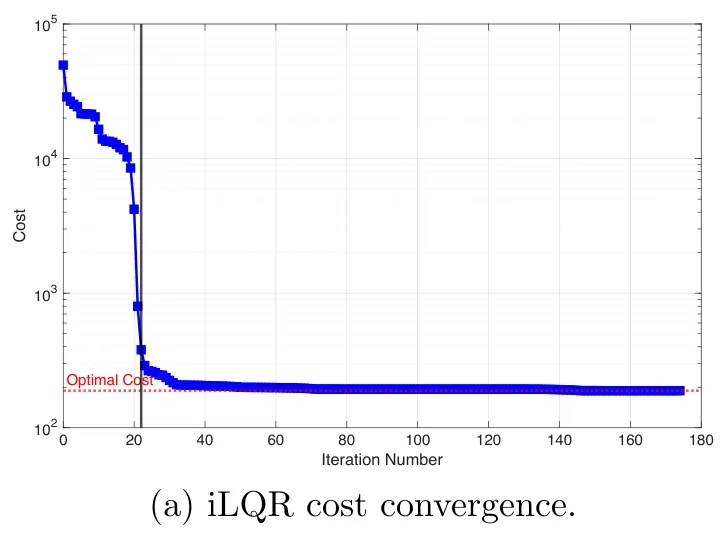 10^5
10^4
10^3
10^2
Cost
Optimal Cost
0 20 40 60 80 100 120 140 160 180
Iteration Number
(a) iLQR cost convergence.